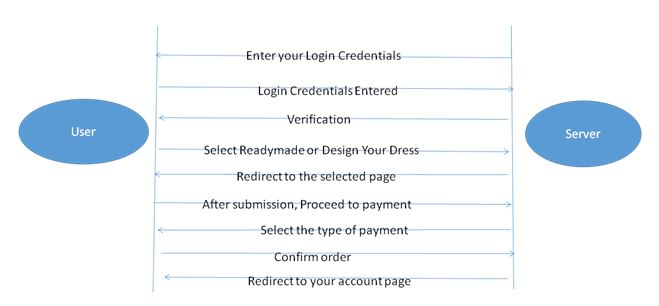 Enter your Login Credentials
Login Credentials Entered
Verification
User
Server
Select Readymade or Design Your Dress
Redirect to the selected page
After submission, Proceed to payment
Select the type of payment
Confirm order
Redirect to your account page